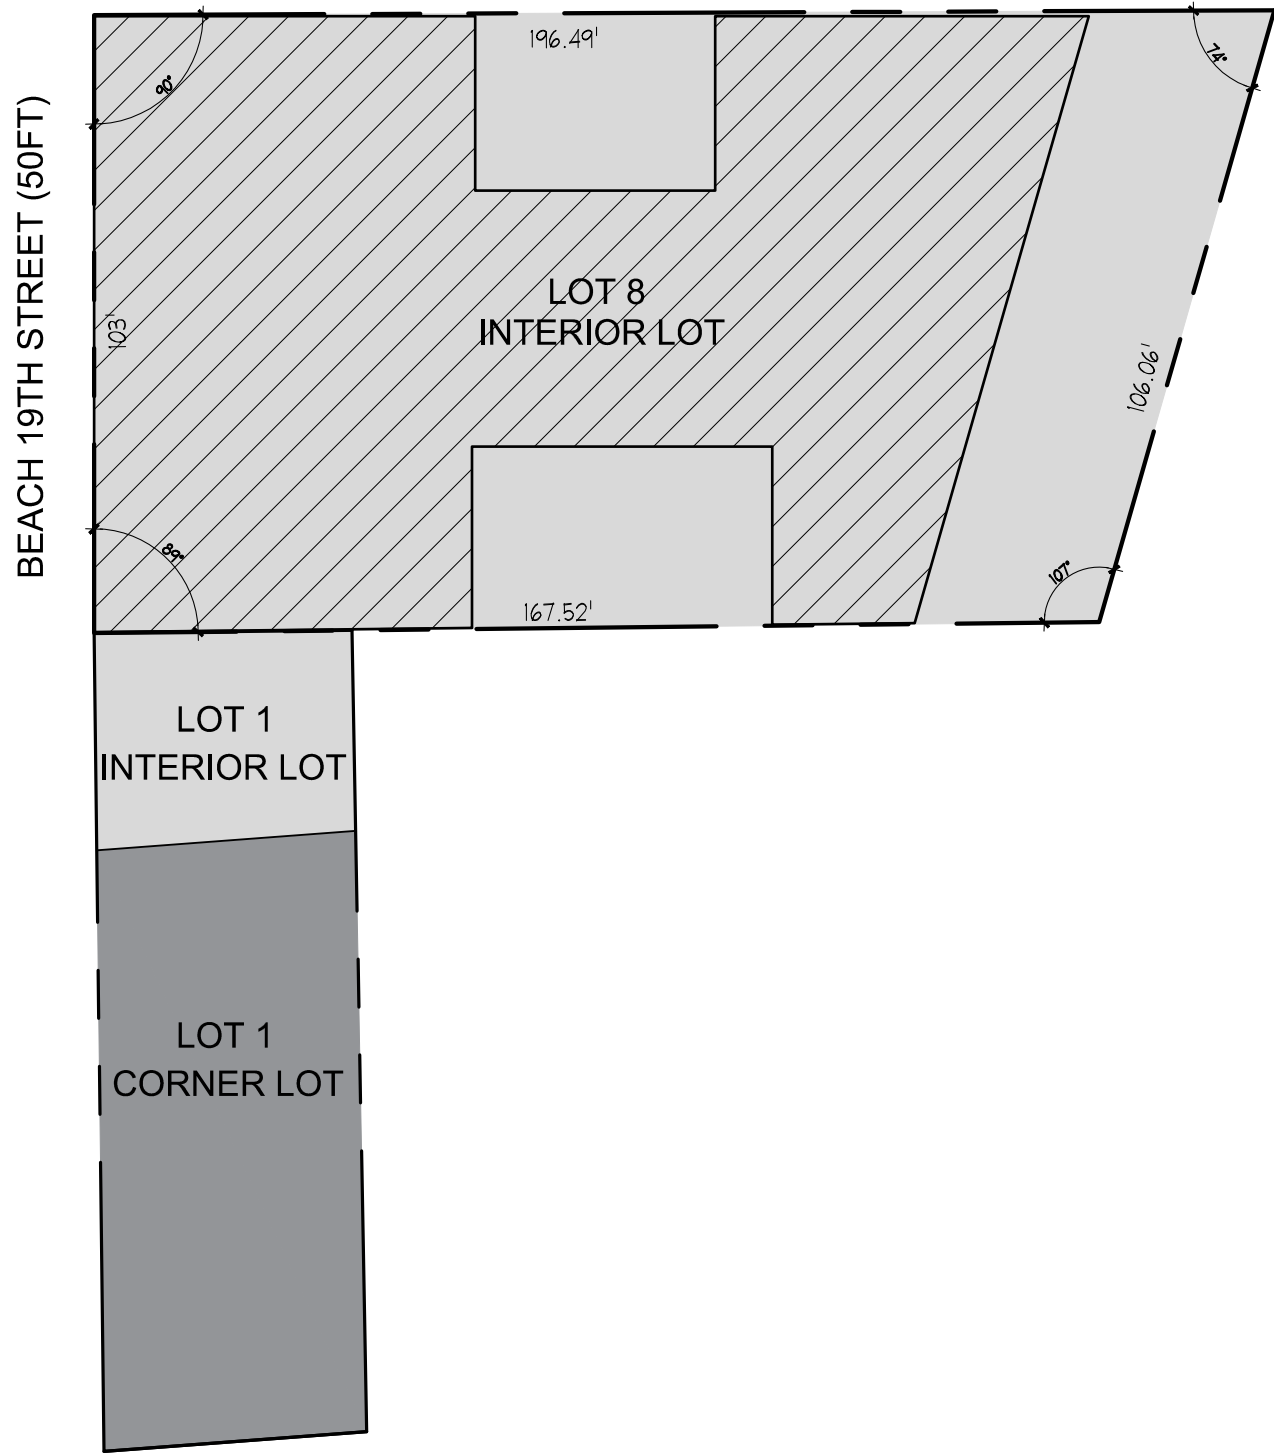 196.49'
90°
74°
BEACH 19TH STREET (50FT)
103'
LOT 8
INTERIOR LOT
106.06'
89°
107°
167.52'
LOT 1
INTERIOR LOT
LOT 1
CORNER LOT